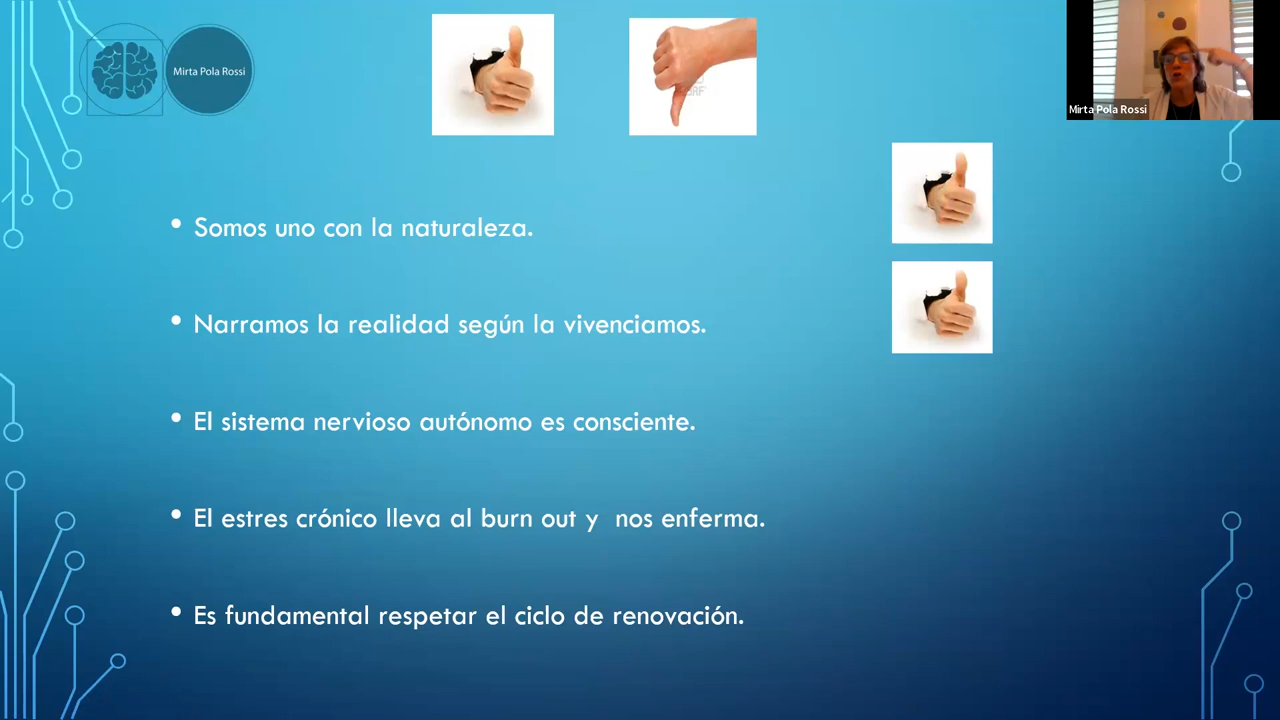 Mirta Pola Rossi
Mirta Pola Rossi
• Somos uno con la naturaleza.
• Narramos la realidad según la vivenciamos.
• El sistema nervioso autónomo es consciente.
• El estres crónico lleva al burn out y  nos enferma.
• Es fundamental respetar el ciclo de renovación.